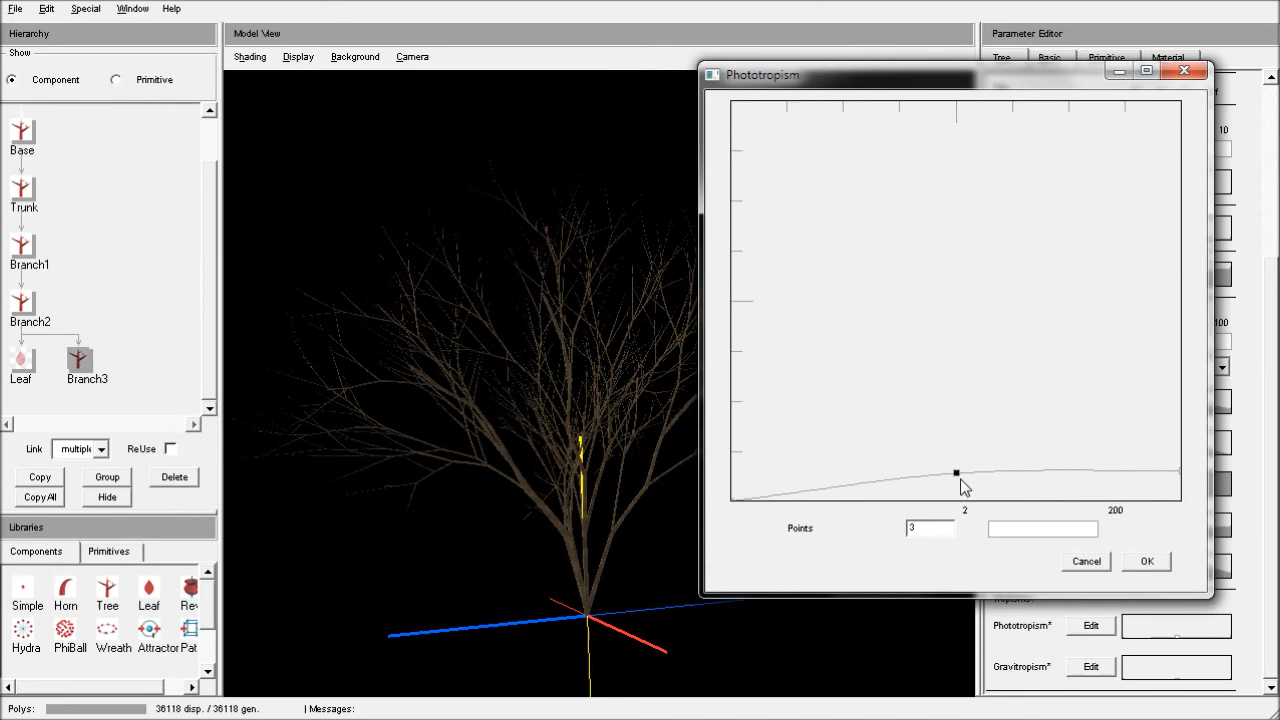 File Edit Special Window Help
Hierarchy
Model View
Parameter Editor
Show
Shading Display Background Camera
Tree Basic Primitive Material
Component Primitive
Phototropism
10
Base
Trunk
Branch1
Branch2
100
Leaf Branch3
Link multiple ReUse
Copy Group Delete
Copy All Hide
2 200
Points 3
Cancel OK
Libraries
Components Primitives
Horn Tree Leaf
Hydra PhiBall Wreath Attractor
Tropisms:
Phototropism* Edit
Gravitropism* Edit
Polys: 36118 disp. / 36118 gen. Messages: